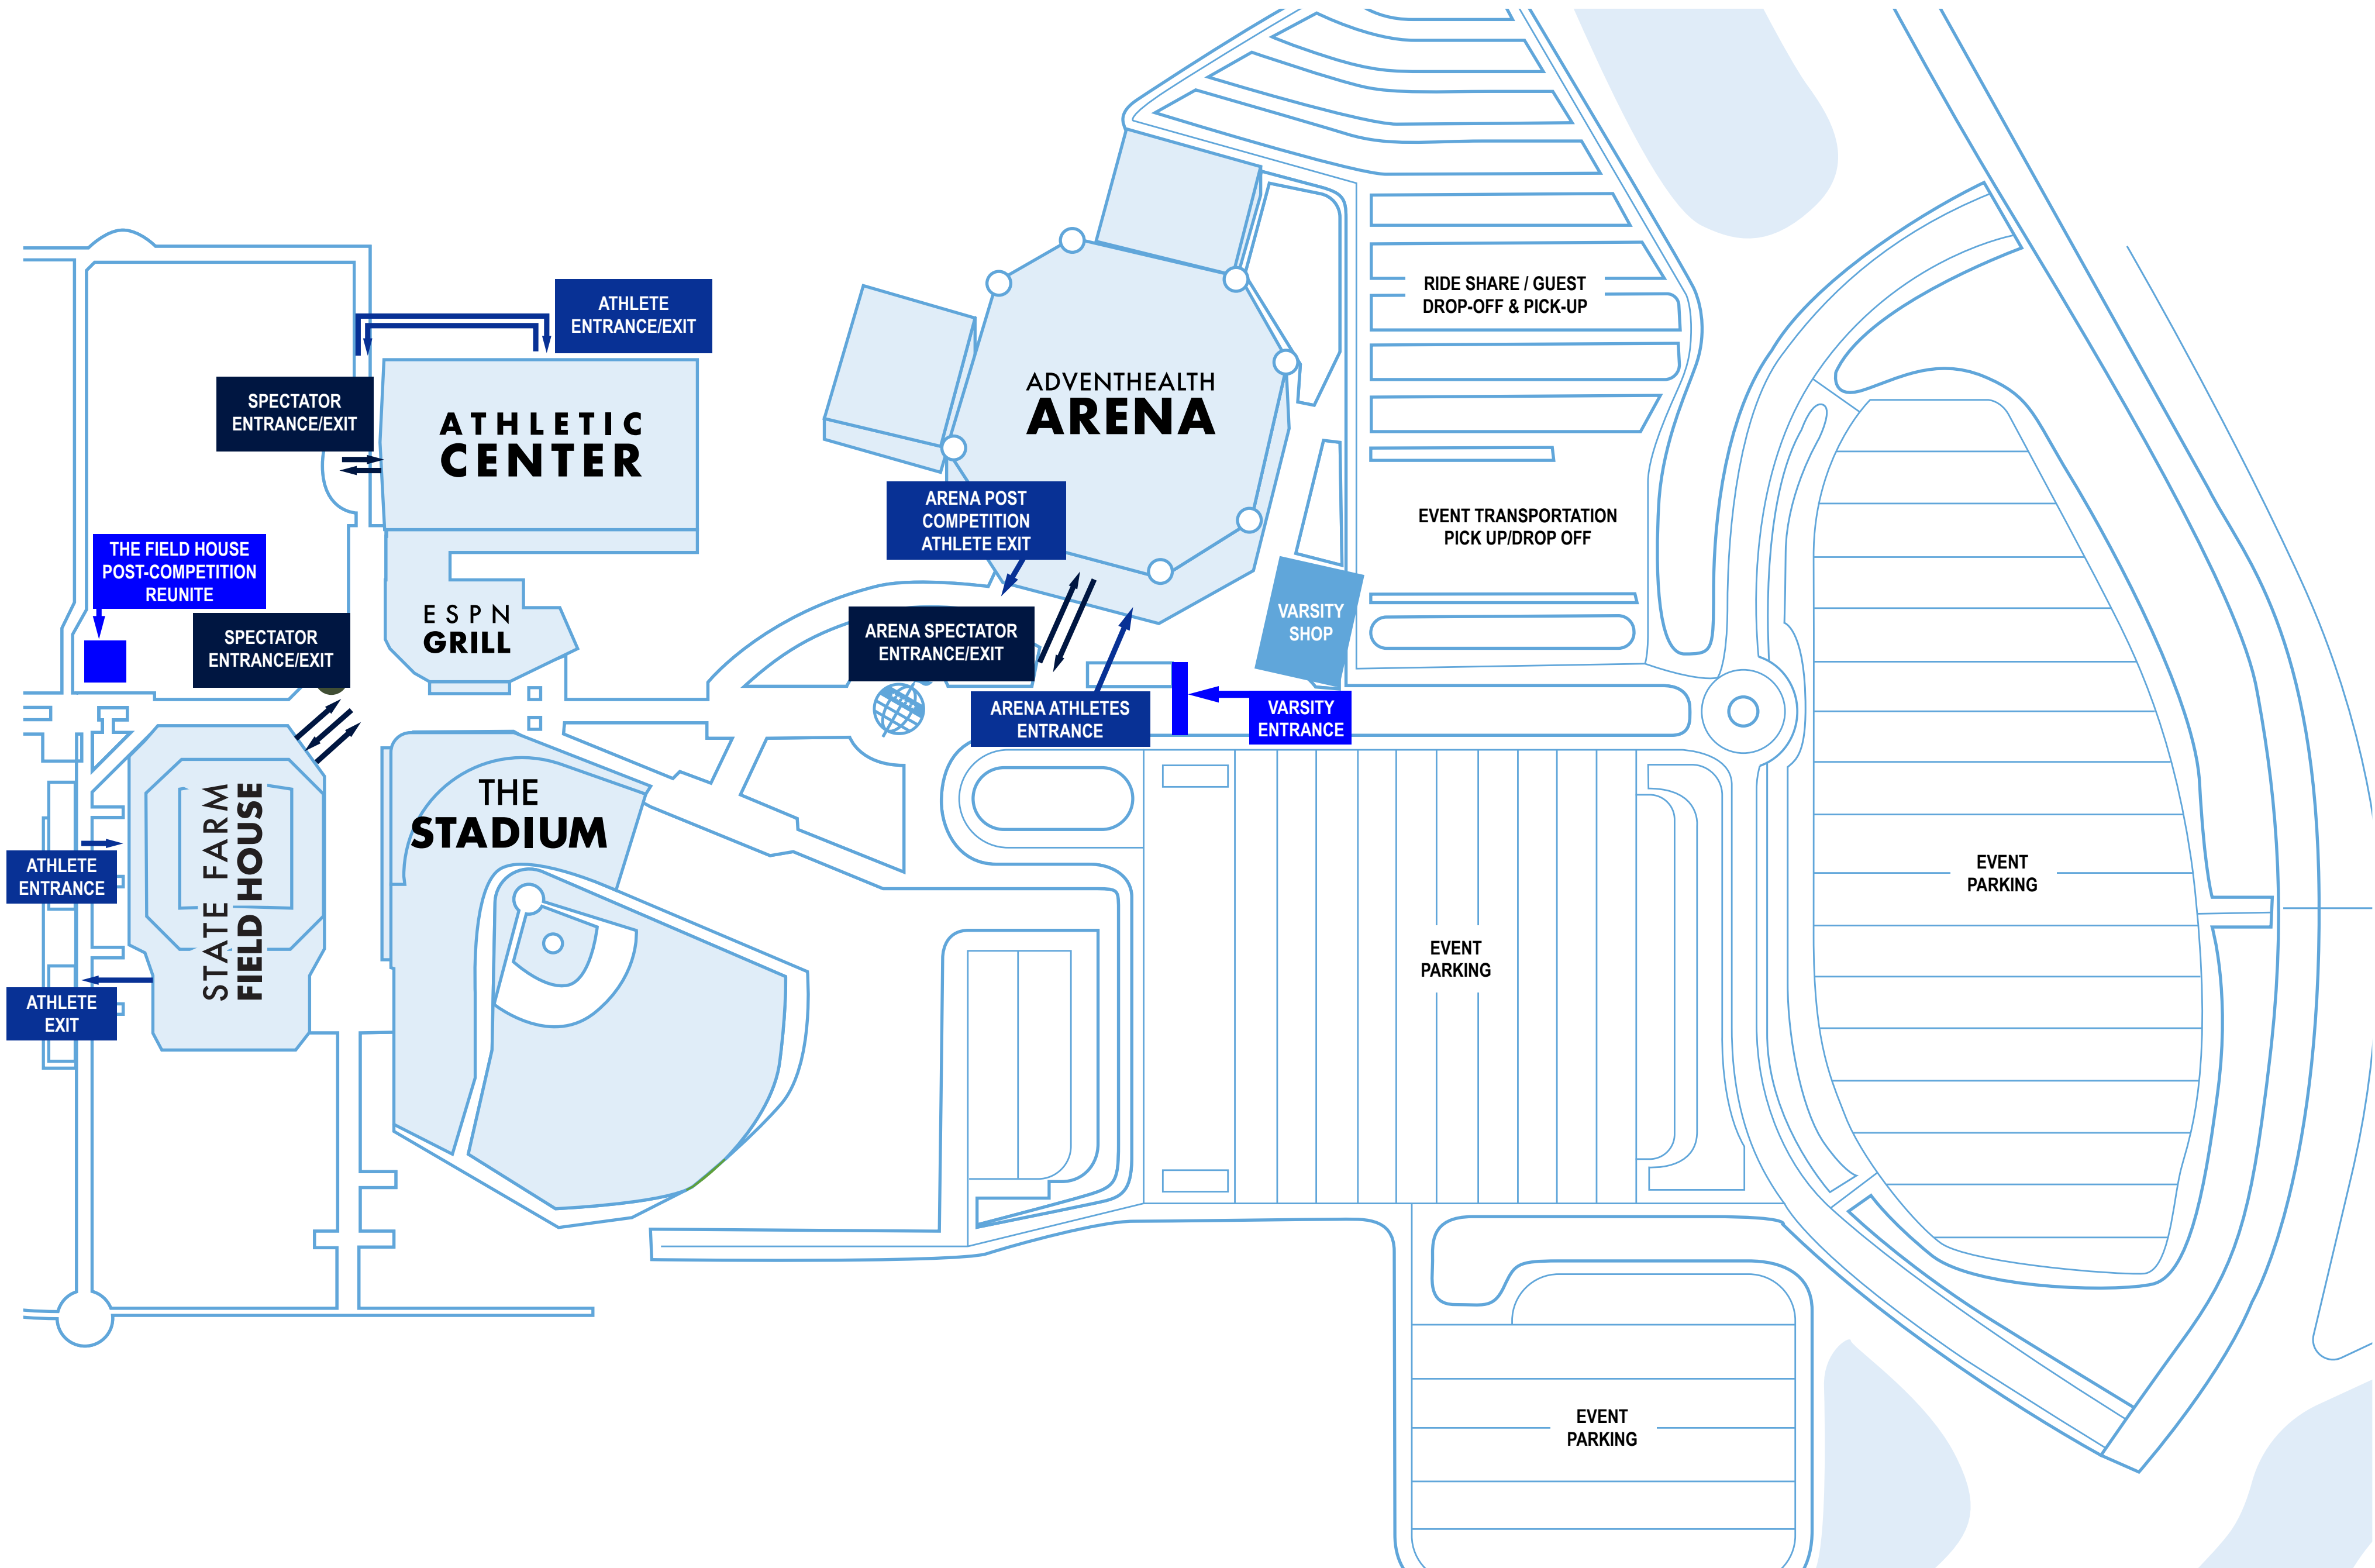 RIDE SHARE / GUEST
DROP-OFF & PICK-UP
ATHLETE
ENTRANCE/EXIT
SPECTATOR
ENTRANCE/EXIT
ATHLETIC
CENTER
ADVENTHEALTH
ARENA
ARENA POST
COMPETITION
ATHLETE EXIT
EVENT TRANSPORTATION
PICK UP/DROP OFF
THE FIELD HOUSE
POST-COMPETITION
REUNITE
ESPN
GRILL
SPECTATOR
ENTRANCE/EXIT
ARENA SPECTATOR
ENTRANCE/EXIT
VARSITY
SHOP
ARENA ATHLETES
ENTRANCE
VARSITY
ENTRANCE
THE
STADIUM
STATE FARM
FIELD HOUSE
ATHLETE
ENTRANCE
ATHLETE
EXIT
EVENT
PARKING
EVENT
PARKING
EVENT
PARKING